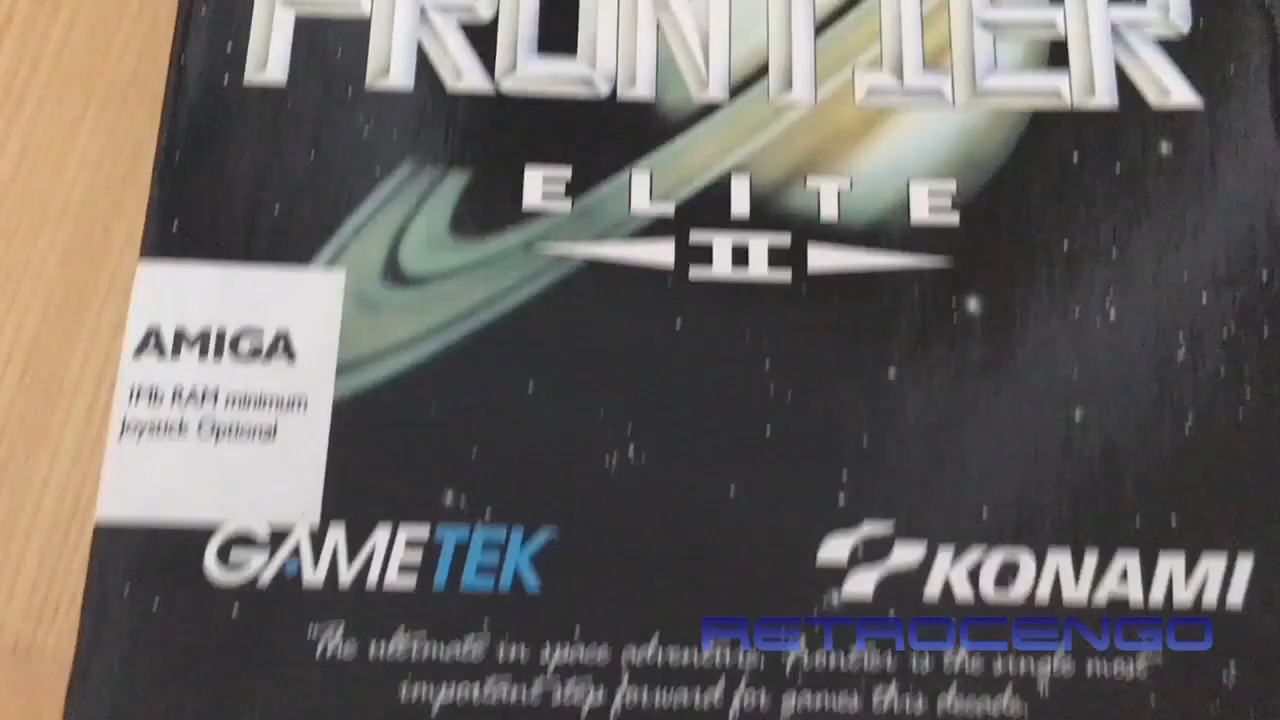 FRONTIER
ELITE
II
AMIGA
1Mb RAM minimum
Joystick Optional
GAMETEK
KONAMI
RETROCENGO
"The ultimate in space adventure. Frontier is the single most
important step forward for games this decade."